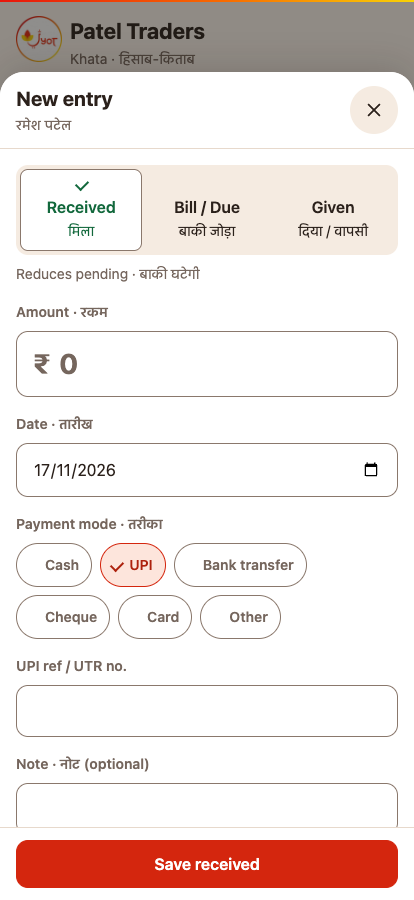 Jyot
Patel Traders
Khata · हिसाब-किताब
New entry
रमेश पटेल
Received
मिला
Bill / Due
बाकी जोड़ा
Given
दिया / वापसी
Reduces pending · बाकी घटेगी
Amount · रकम
₹ 0
Date · तारीख
17/11/2026
Payment mode · तरीका
Cash
UPI
Bank transfer
Cheque
Card
Other
UPI ref / UTR no.
Note · नोट (optional)
Save received